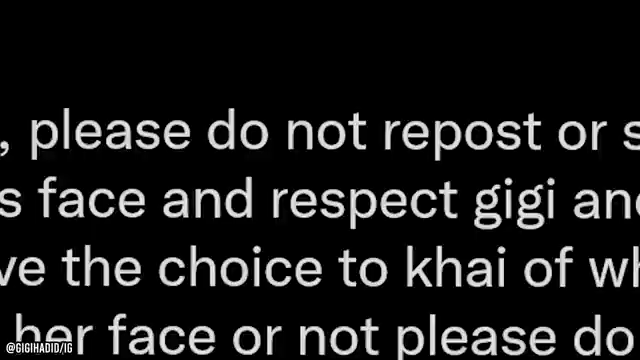 , please do not repost or s
s face and respect gigi and
ve the choice to khai of wh
her face or not please do
@GIGIHADID/IG